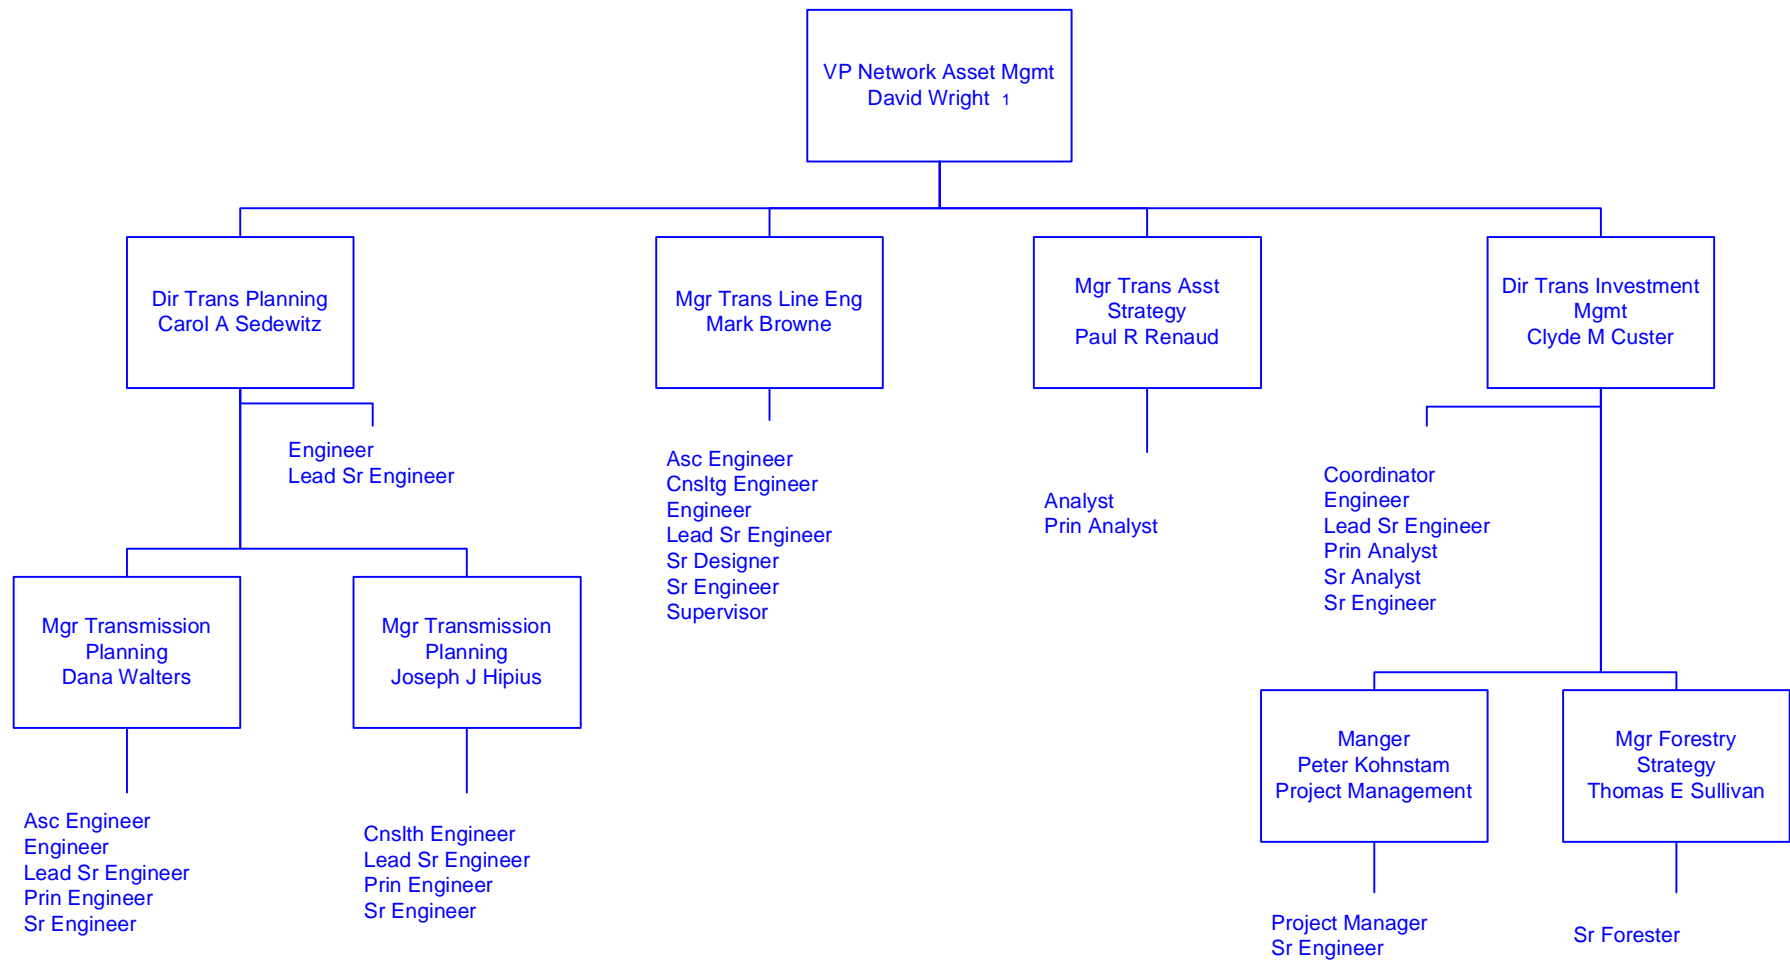 VP Network Asset Mgmt
David Wright 1
Dir Trans Planning
Carol A Sedewitz
Mgr Trans Line Eng
Mark Browne
Mgr Trans Asst
Strategy
Paul R Renaud
Dir Trans Investment
Mgmt
Clyde M Custer
Engineer
Lead Sr Engineer
Asc Engineer
Cnsltg Engineer
Engineer
Lead Sr Engineer
Sr Designer
Sr Engineer
Supervisor
Analyst
Prin Analyst
Coordinator
Engineer
Lead Sr Engineer
Prin Analyst
Sr Analyst
Sr Engineer
Mgr Transmission
Planning
Dana Walters
Mgr Transmission
Planning
Joseph J Hipius
Manger
Peter Kohnstam
Project Management
Mgr Forestry
Strategy
Thomas E Sullivan
Asc Engineer
Engineer
Lead Sr Engineer
Prin Engineer
Sr Engineer
Cnslth Engineer
Lead Sr Engineer
Prin Engineer
Sr Engineer
Project Manager
Sr Engineer
Sr Forester